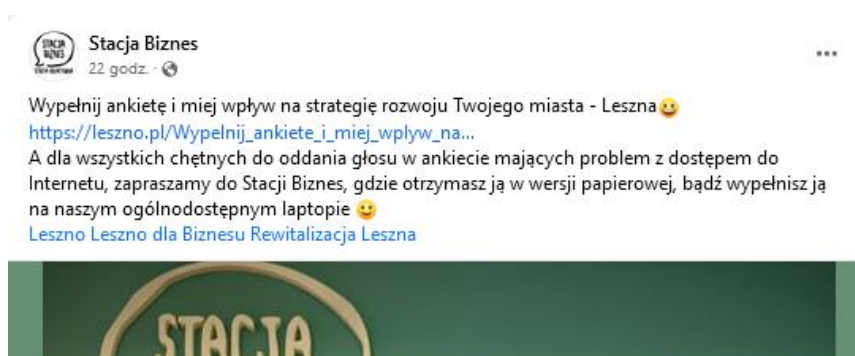 STACJA
BIZNES
Stacja Biznes
22 godz. ·
Wypełnij ankietę i miej wpływ na strategię rozwoju Twojego miasta - Leszna😀
https://leszno.pl/Wypelnij_ankiete_i_miej_wplyw_na...
A dla wszystkich chętnych do oddania głosu w ankiecie mających problem z dostępem do
Internetu, zapraszamy do Stacji Biznes, gdzie otrzymasz ją w wersji papierowej, bądź wypełnisz ją
na naszym ogólnodostępnym laptopie 😀
Leszno Leszno dla Biznesu Rewitalizacja Leszna
STACJA